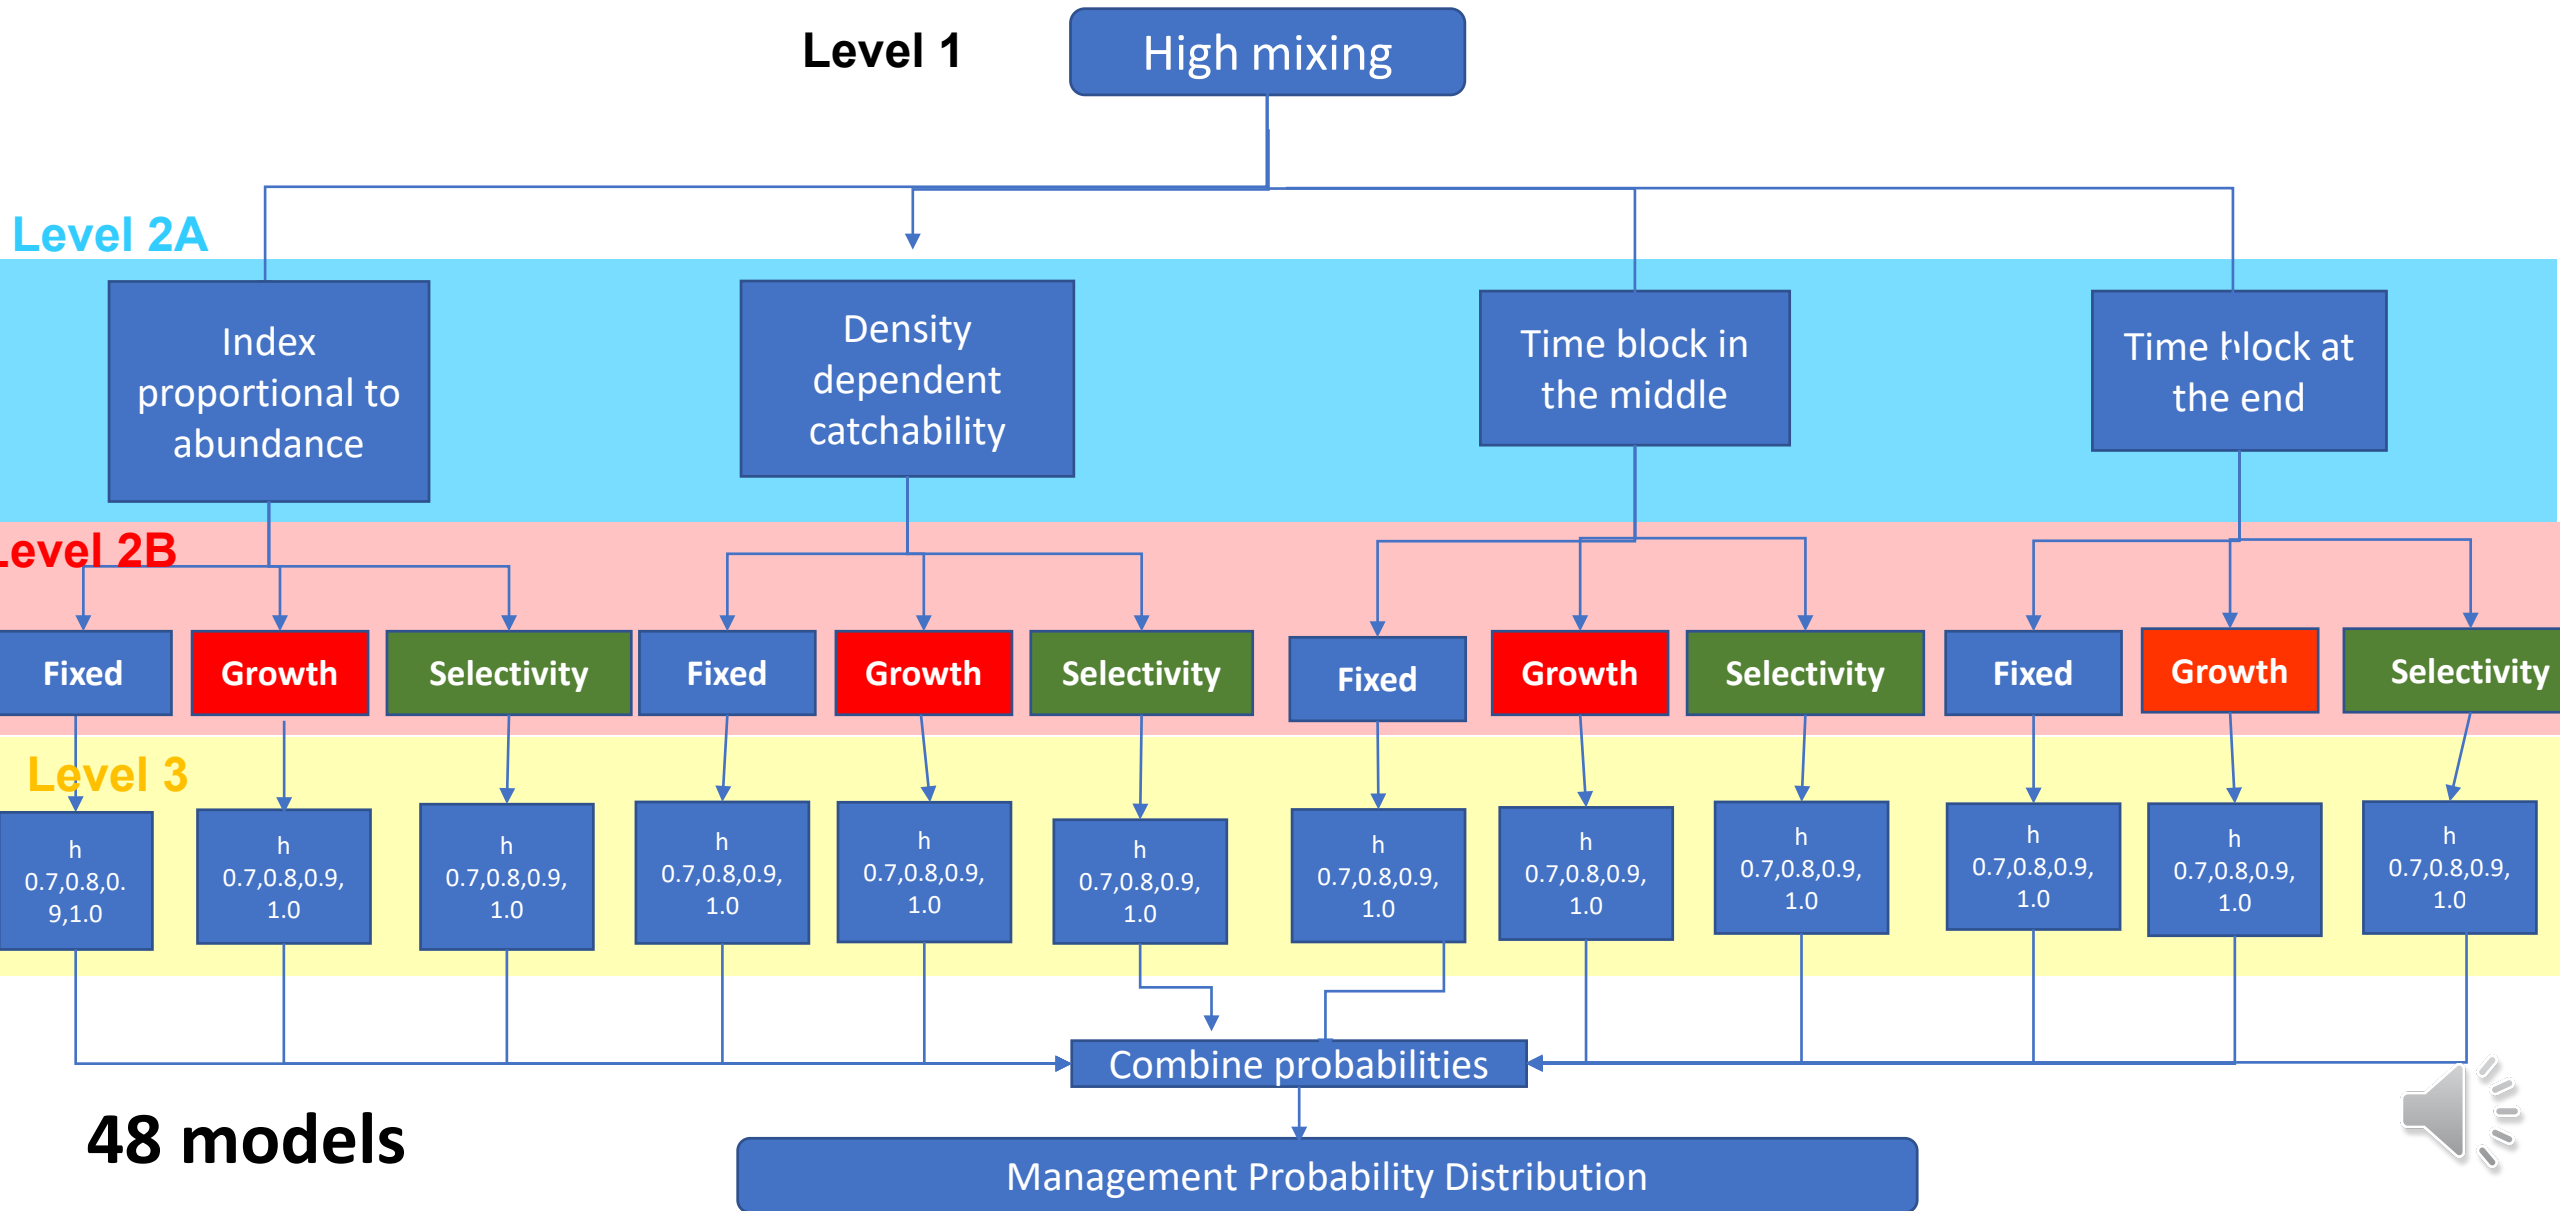 Level 1
High mixing
Level 2A
Index
proportional to
abundance
Density
dependent
catchability
Time block in
the middle
Time block at
the end
Level 2B
Fixed
Growth
Selectivity
Fixed
Growth
Selectivity
Fixed
Growth
Selectivity
Fixed
Growth
Selectivity
Level 3
h
0.7,0.8,0.
9,1.0
h
0.7,0.8,0.9,
1.0
h
0.7,0.8,0.9,
1.0
h
0.7,0.8,0.9,
1.0
h
0.7,0.8,0.9,
1.0
h
0.7,0.8,0.9,
1.0
h
0.7,0.8,0.9,
1.0
h
0.7,0.8,0.9,
1.0
h
0.7,0.8,0.9,
1.0
h
0.7,0.8,0.9,
1.0
h
0.7,0.8,0.9,
1.0
h
0.7,0.8,0.9,
1.0
Combine probabilities
48 models
Management Probability Distribution